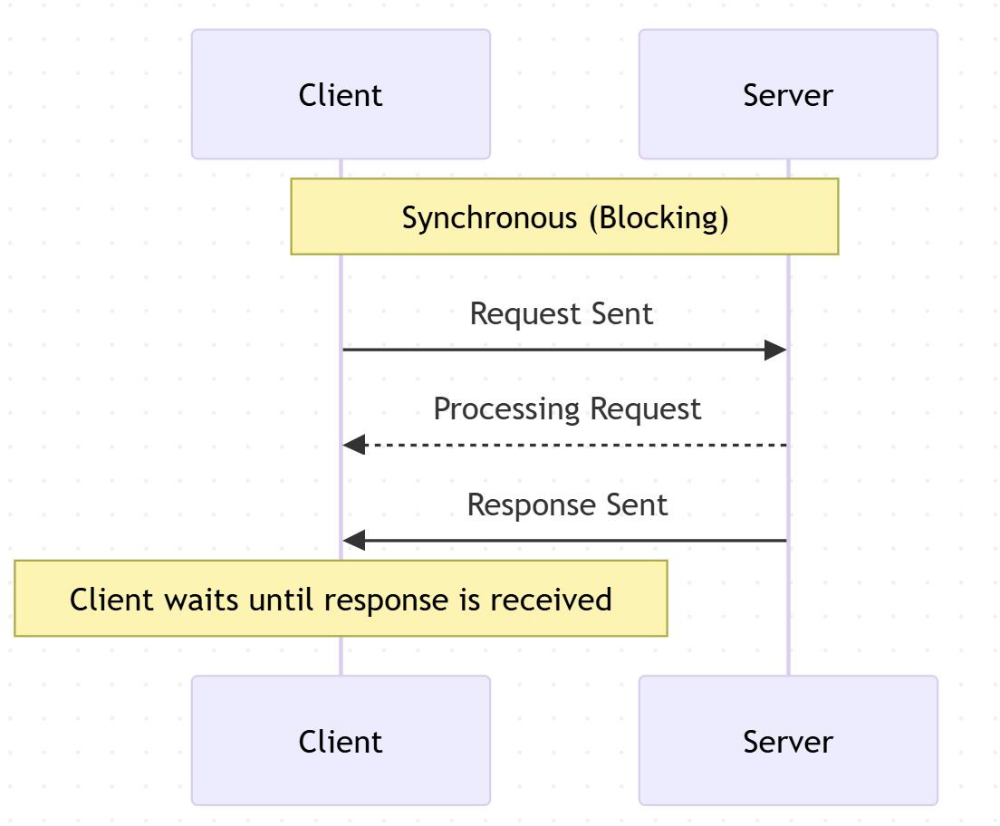 Client
Server
Synchronous (Blocking)
Request Sent
Processing Request
Response Sent
Client waits until response is received
Client
Server